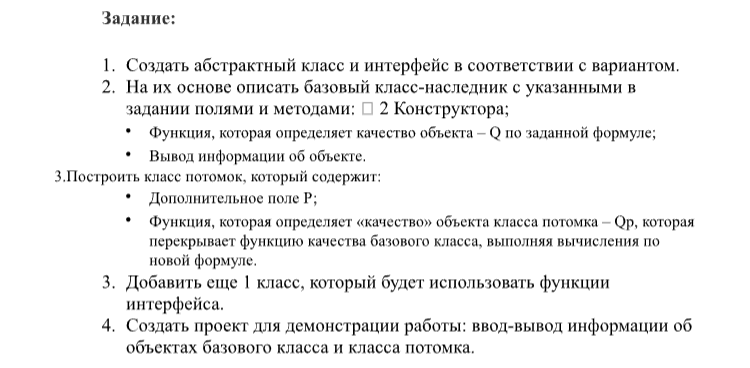 Задание:
1. Создать абстрактный класс и интерфейс в соответствии с вариантом.
2. На их основе описать базовый класс-наследник с указанными в
задании полями и методами: □ 2 Конструктора;
• Функция, которая определяет качество объекта – Q по заданной формуле;
• Вывод информации об объекте.
3.Построить класс потомок, который содержит:
• Дополнительное поле P;
• Функция, которая определяет «качество» объекта класса потомка – Qp, которая
перекрывает функцию качества базового класса, выполняя вычисления по
новой формуле.
3. Добавить еще 1 класс, который будет использовать функции
интерфейса.
4. Создать проект для демонстрации работы: ввод-вывод информации об
объектах базового класса и класса потомка.